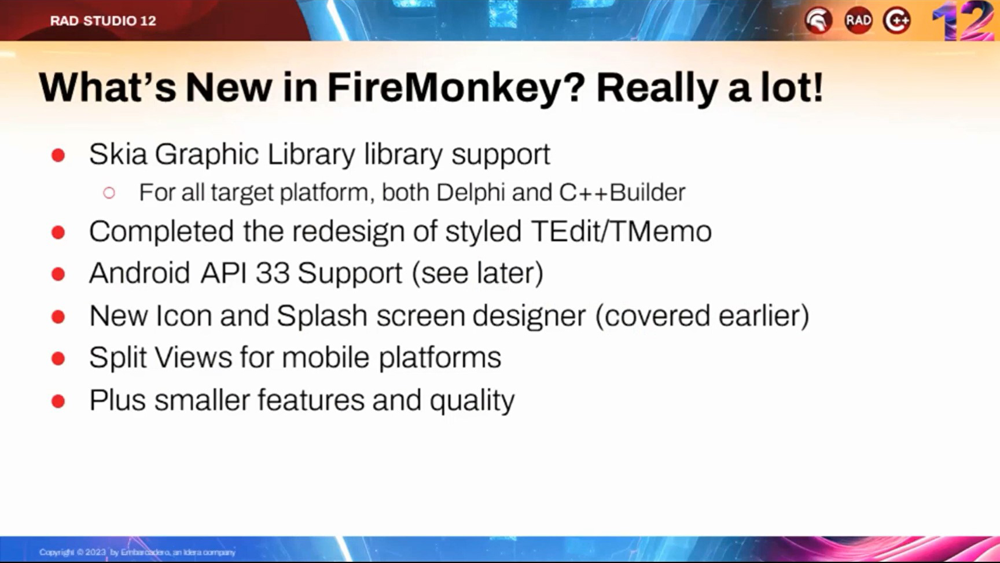 RAD STUDIO 12
RAD
C++
12
What's New in FireMonkey? Really a lot!
Skia Graphic Library library support
For all target platform, both Delphi and C++Builder
Completed the redesign of styled TEdit/TMemo
Android API 33 Support (see later)
New Icon and Splash screen designer (covered earlier)
Split Views for mobile platforms
Plus smaller features and quality
Copyright © 2023 by Embarcadero, an Idera company